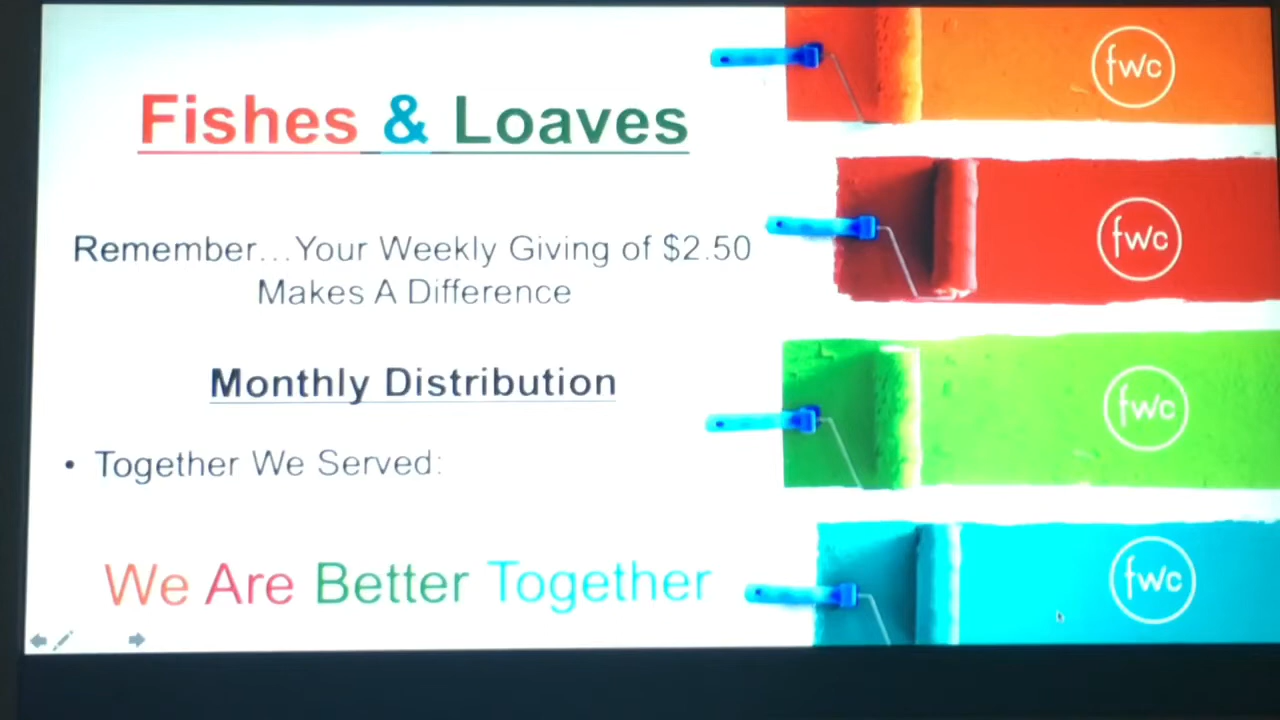 Fishes & Loaves
Remember...Your Weekly Giving of $2.50
Makes A Difference
Monthly Distribution
• Together We Served:
We Are Better Together
fwc
fwc
fwc
fwc